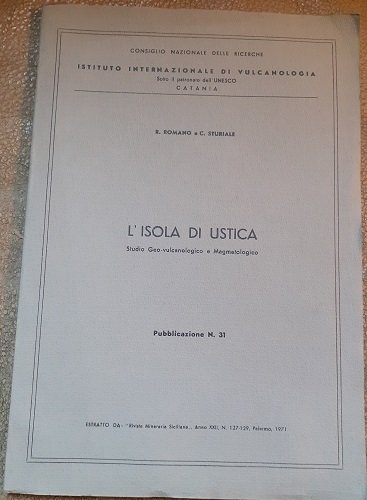 CONSIGLIO NAZIONALE DELLE RICERCHE
ISTITUTO INTERNAZIONALE DI VULCANOLOGIA
Sotto il patronato dell'UNESCO
CATANIA
R. ROMANO e C. STURIALE
L'ISOLA DI USTICA
Studio Geo-vulcanologico e Magmatologico
Pubblicazione N. 31
ESTRATTO DA: "Rivista Mineraria Siciliana,, Anno XXII, N. 127-129, Palermo, 1971